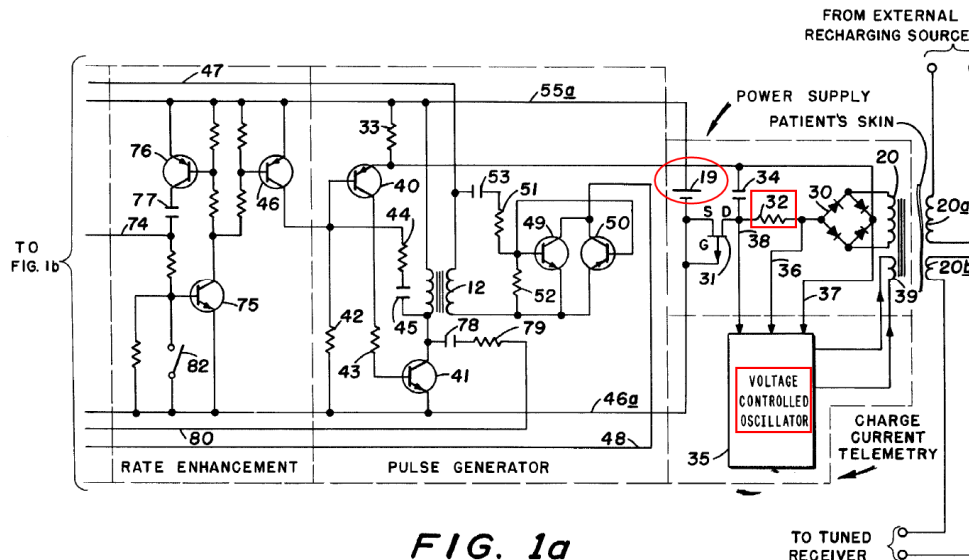 FROM EXTERNAL
RECHARGING SOURCE
47
55a
POWER SUPPLY
PATIENT'S SKIN
33
76
77
46
40
53
51
49
50
19
34
32
30
20
20a
S D
G
31
38
36
37
39
20b
74
TO
FIG. 1b
44
45
12
52
75
42
43
78
79
41
82
46a
80
48
35
VOLTAGE
CONTROLLED
OSCILLATOR
CHARGE
CURRENT
TELEMETRY
RATE ENHANCEMENT
PULSE GENERATOR
FIG. 1a
TO TUNED
RECEIVER